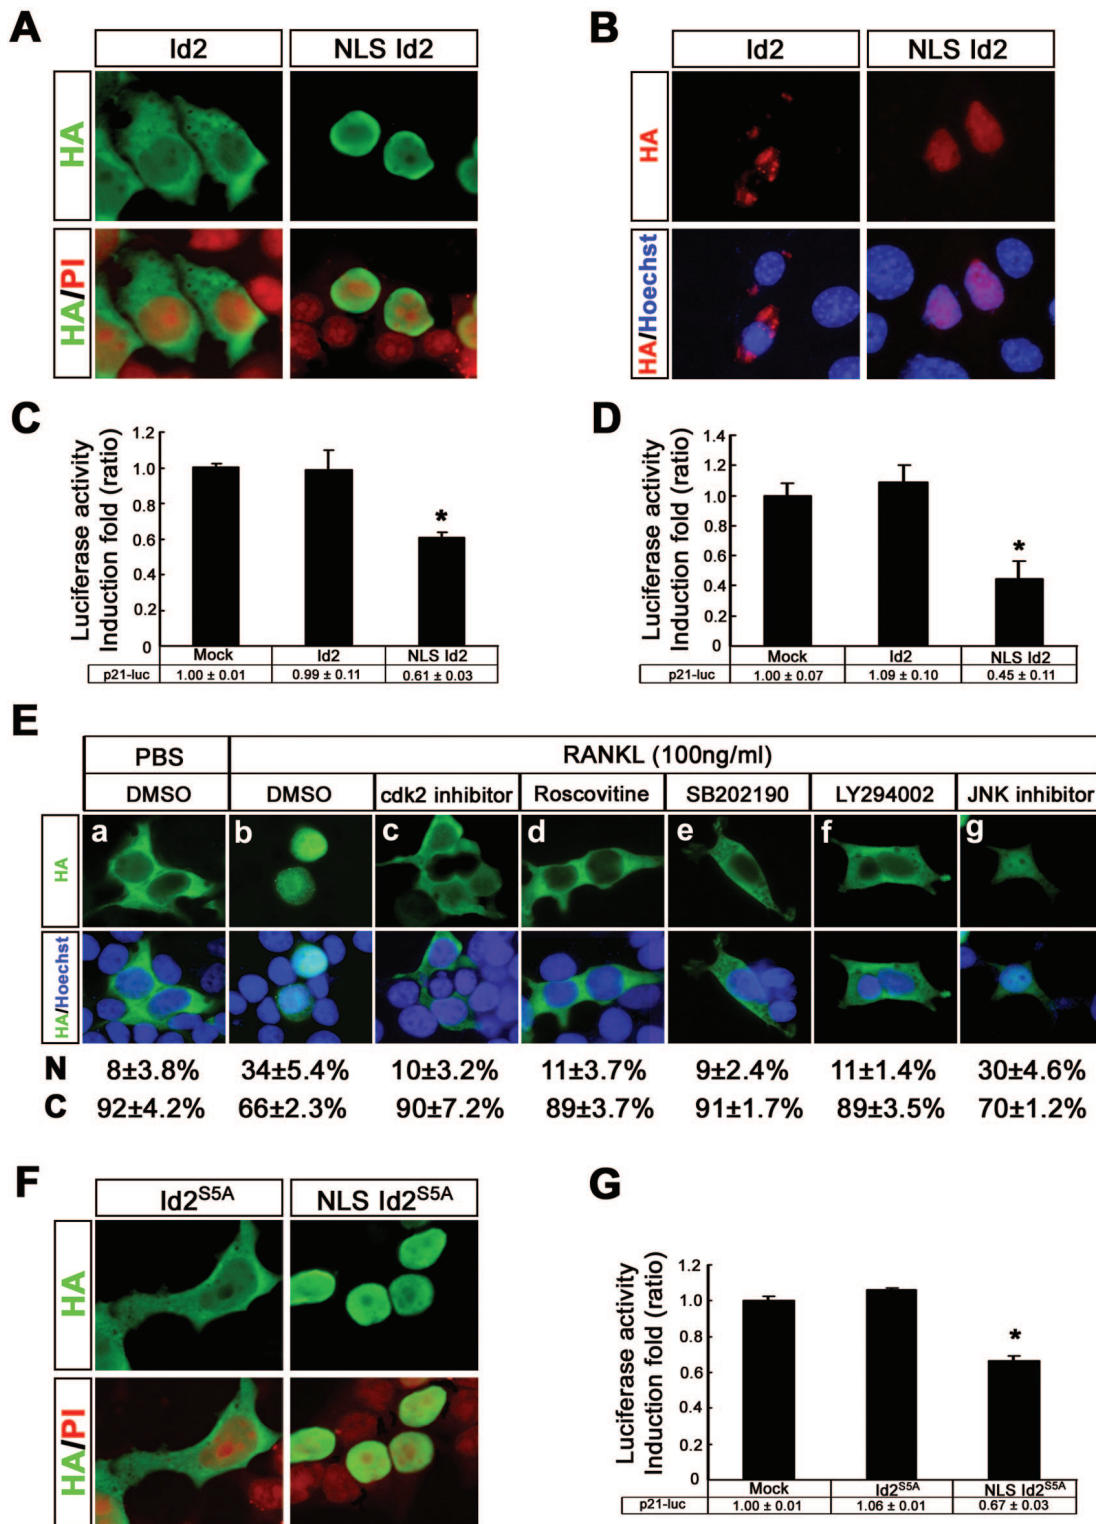 A
B
Id2 NLS Id2
Id2 NLS Id2
HA
HA/PI
HA
HA/Hoechst
C
Luciferase activity
Induction fold (ratio)
1.2
1.0
0.8
0.6
0.4
0.2
0
*
Mock Id2 NLS Id2
p21-luc 1.00 ± 0.01 0.99 ± 0.11 0.61 ± 0.03
D
Luciferase activity
Induction fold (ratio)
1.4
1.2
1.0
0.8
0.6
0.4
0.2
0
*
Mock Id2 NLS Id2
p21-luc 1.00 ± 0.07 1.09 ± 0.10 0.45 ± 0.11
E
PBS RANKL (100ng/ml)
DMSO DMSO cdk2 inhibitor Roscovitine SB202190 LY294002 JNK inhibitor
HA
a b c d e f g
HA/Hoechst
N 8±3.8% 34±5.4% 10±3.2% 11±3.7% 9±2.4% 11±1.4% 30±4.6%
C 92±4.2% 66±2.3% 90±7.2% 89±3.7% 91±1.7% 89±3.5% 70±1.2%
F
Id2S5A NLS Id2S5A
HA
HA/PI
G
Luciferase activity
Induction fold (ratio)
1.2
1.0
0.8
0.6
0.4
0.2
0
*
Mock Id2S5A NLS Id2S5A
p21-luc 1.00 ± 0.01 1.06 ± 0.01 0.67 ± 0.03